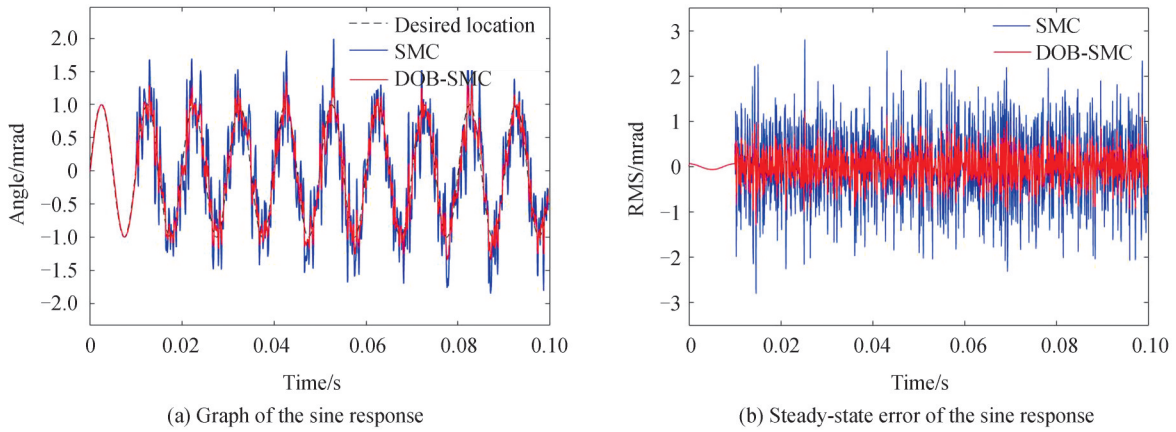 Desired location
SMC
DOB-SMC
2.0
1.5
1.0
0.5
0
−0.5
−1.0
−1.5
−2.0
Angle/mrad
0 0.02 0.04 0.06 0.08 0.10
Time/s
(a) Graph of the sine response
SMC
DOB-SMC
3
2
1
0
−1
−2
−3
RMS/mrad
0 0.02 0.04 0.06 0.08 0.10
Time/s
(b) Steady-state error of the sine response